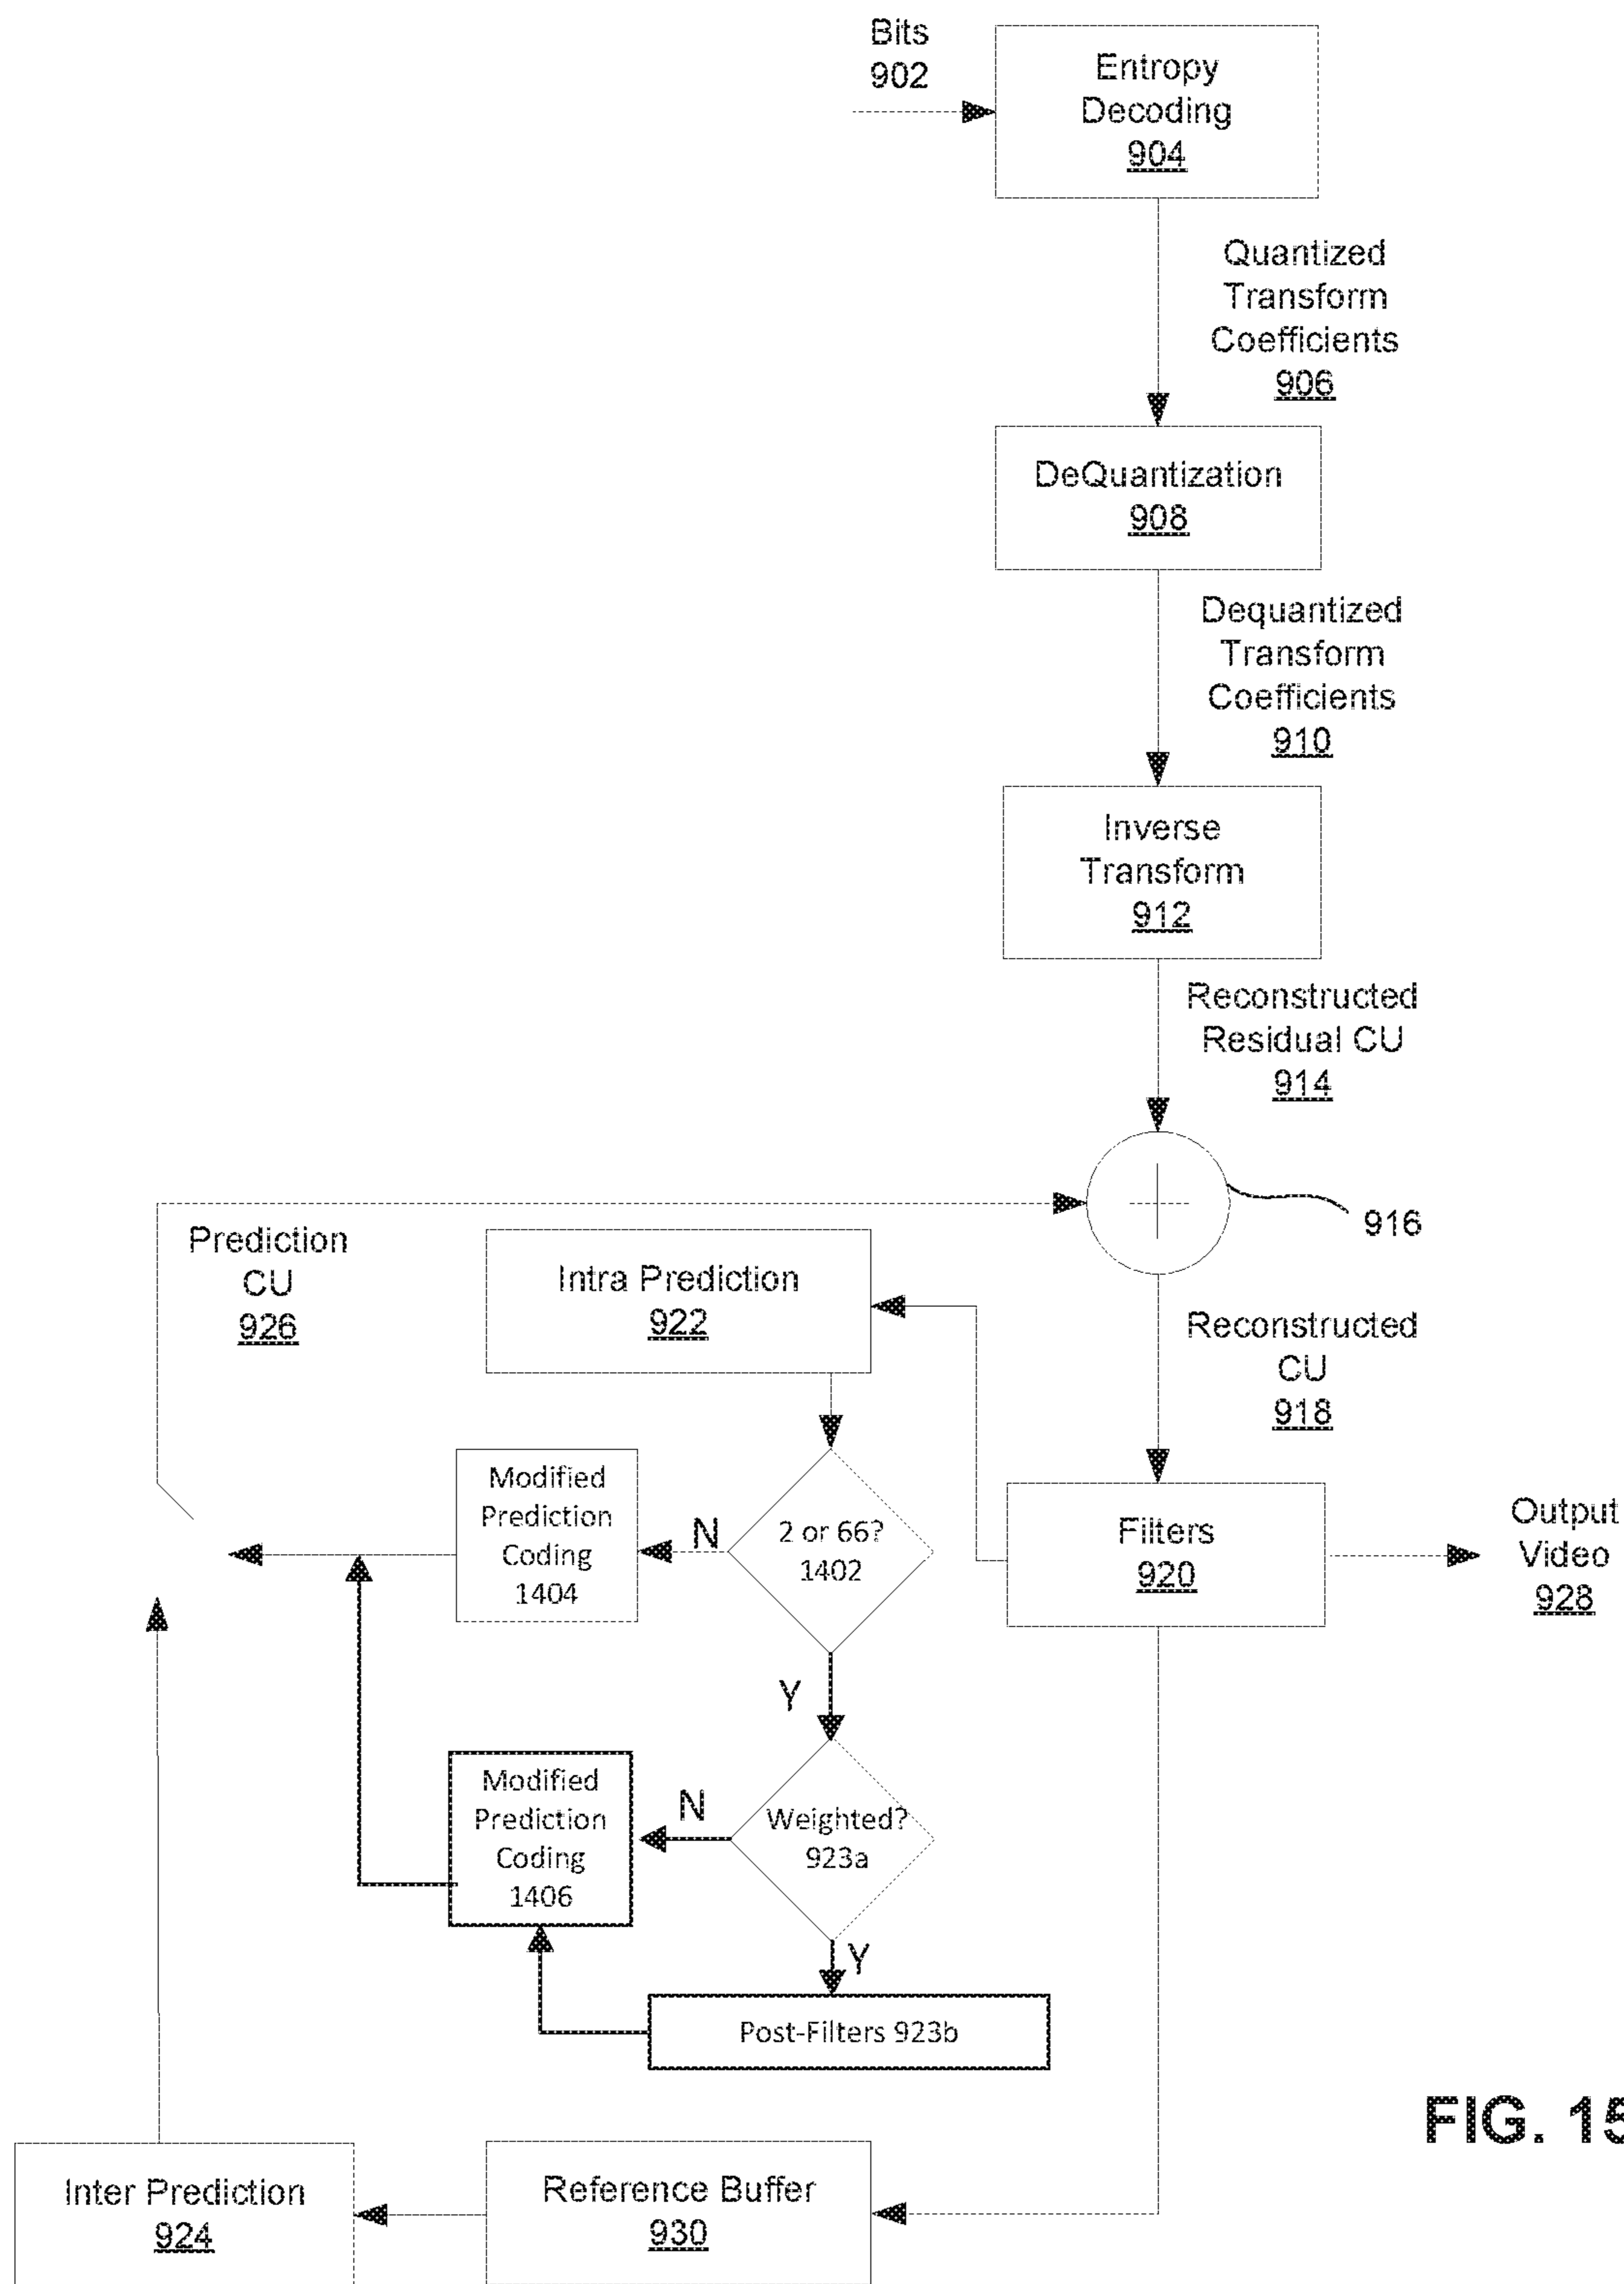 Bits
902
Entropy
Decoding
904
Quantized
Transform
Coefficients
906
DeQuantization
908
Dequantized
Transform
Coefficients
910
Inverse
Transform
912
Reconstructed
Residual CU
914
916
Prediction
CU
926
Intra Prediction
922
Reconstructed
CU
918
Modified
Prediction
Coding
1404
N
2 or 66?
1402
Filters
920
Output
Video
928
Y
Modified
Prediction
Coding
1406
N
Weighted?
923a
Y
Post-Filters 923b
FIG. 15
Inter Prediction
924
Reference Buffer
930